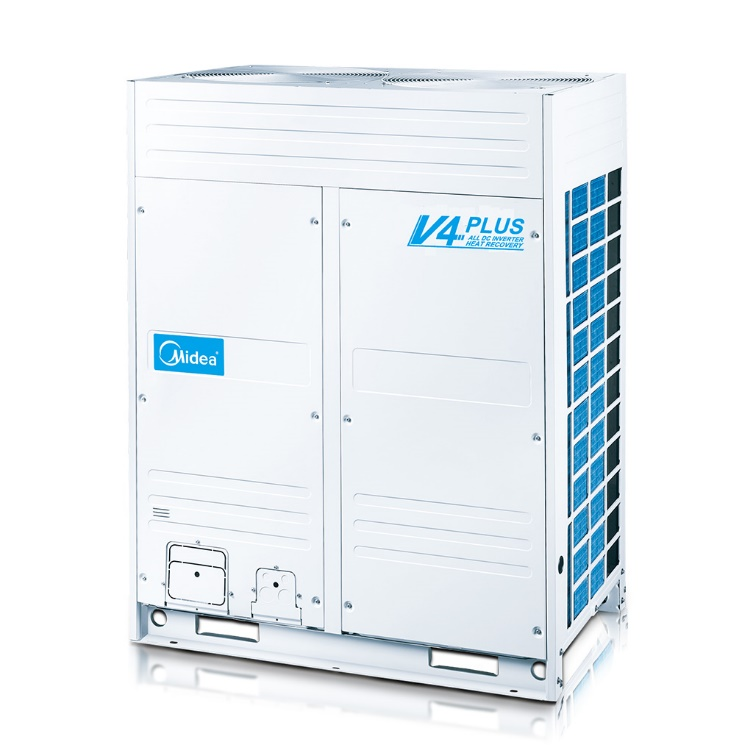 V4 PLUS
ALL DC INVERTER
HEAT RECOVERY
Midea®